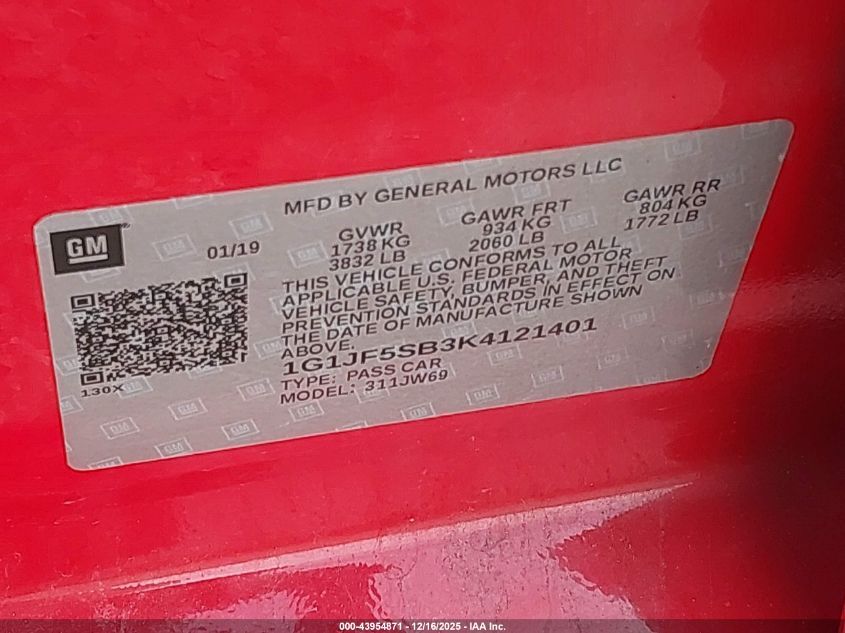 MFD BY GENERAL MOTORS LLC
GM
01/19
GVWR
1738 KG
3832 LB
GAWR FRT
934 KG
2060 LB
GAWR RR
804 KG
1772 LB
THIS VEHICLE CONFORMS TO ALL
APPLICABLE U.S. FEDERAL MOTOR
VEHICLE SAFETY, BUMPER, AND THEFT
PREVENTION STANDARDS IN EFFECT ON
THE DATE OF MANUFACTURE SHOWN
ABOVE.
1G1JF5SB3K4121401
TYPE: PASS CAR
MODEL: 311JW69
130X
000-43954871 - 12/16/2025 - IAA Inc.